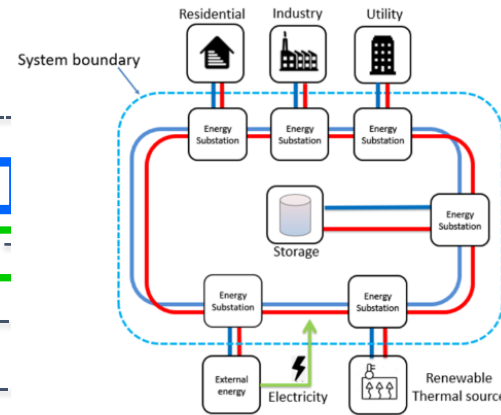 Residential Industry Utility
System boundary
Energy
Substation
Energy
Substation
Energy
Substation
Energy
Substation
Storage
Energy
Substation
Energy
Substation
External
energy
Electricity
Renewable
Thermal source